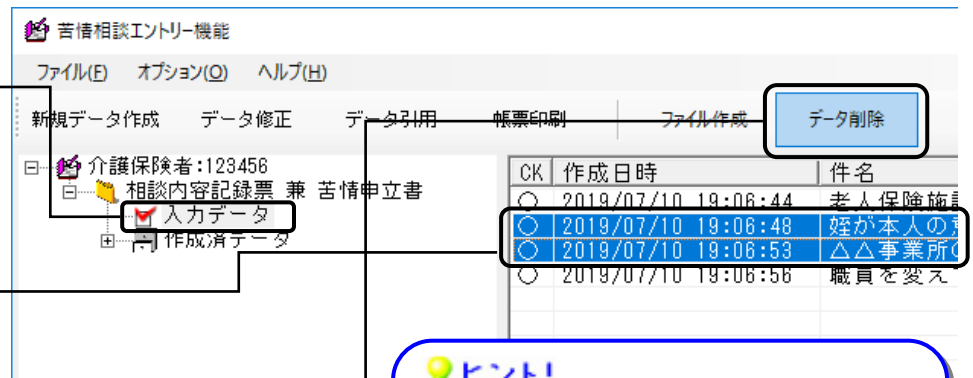 苦情相談エントリー機能
ファイル(F) オプション(O) ヘルプ(H)
新規データ作成 データ修正 データ引用 帳票印刷 ファイル作成 データ削除
介護保険者:123456
相談内容記録票 兼 苦情申立書
入力データ
作成済データ
CK 作成日時 件名
○ 2019/07/10 19:06:44 老人保険施設
○ 2019/07/10 19:06:48 姪が本人の
○ 2019/07/10 19:06:53 △△事業所の
○ 2019/07/10 19:06:56 職員を変え
ヒント!